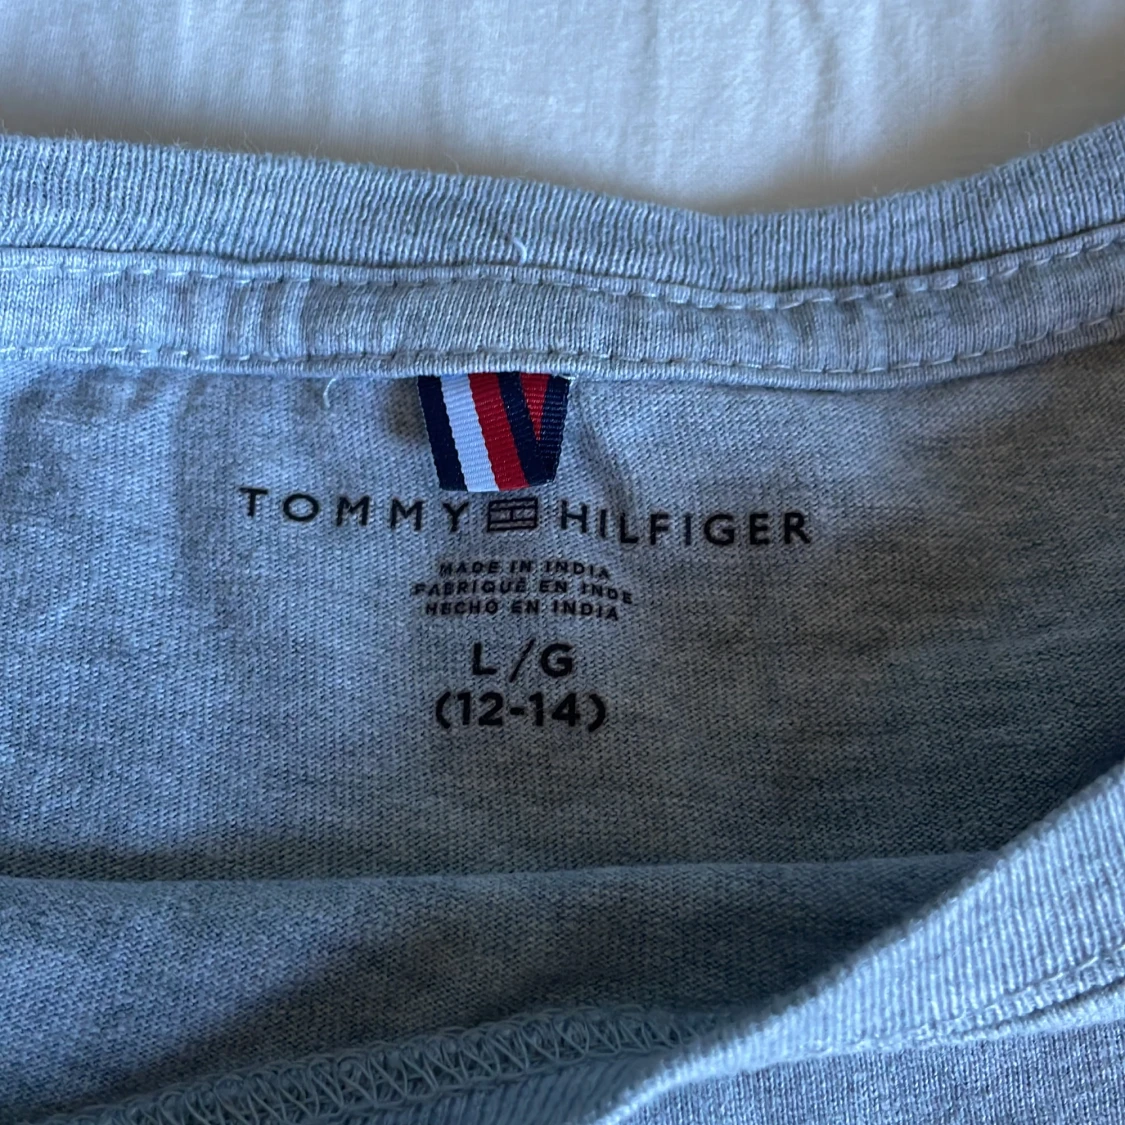 TOMMY HILFIGER
MADE IN INDIA
FABRIQUÉ EN INDE
HECHO EN INDIA
L/G
(12-14)